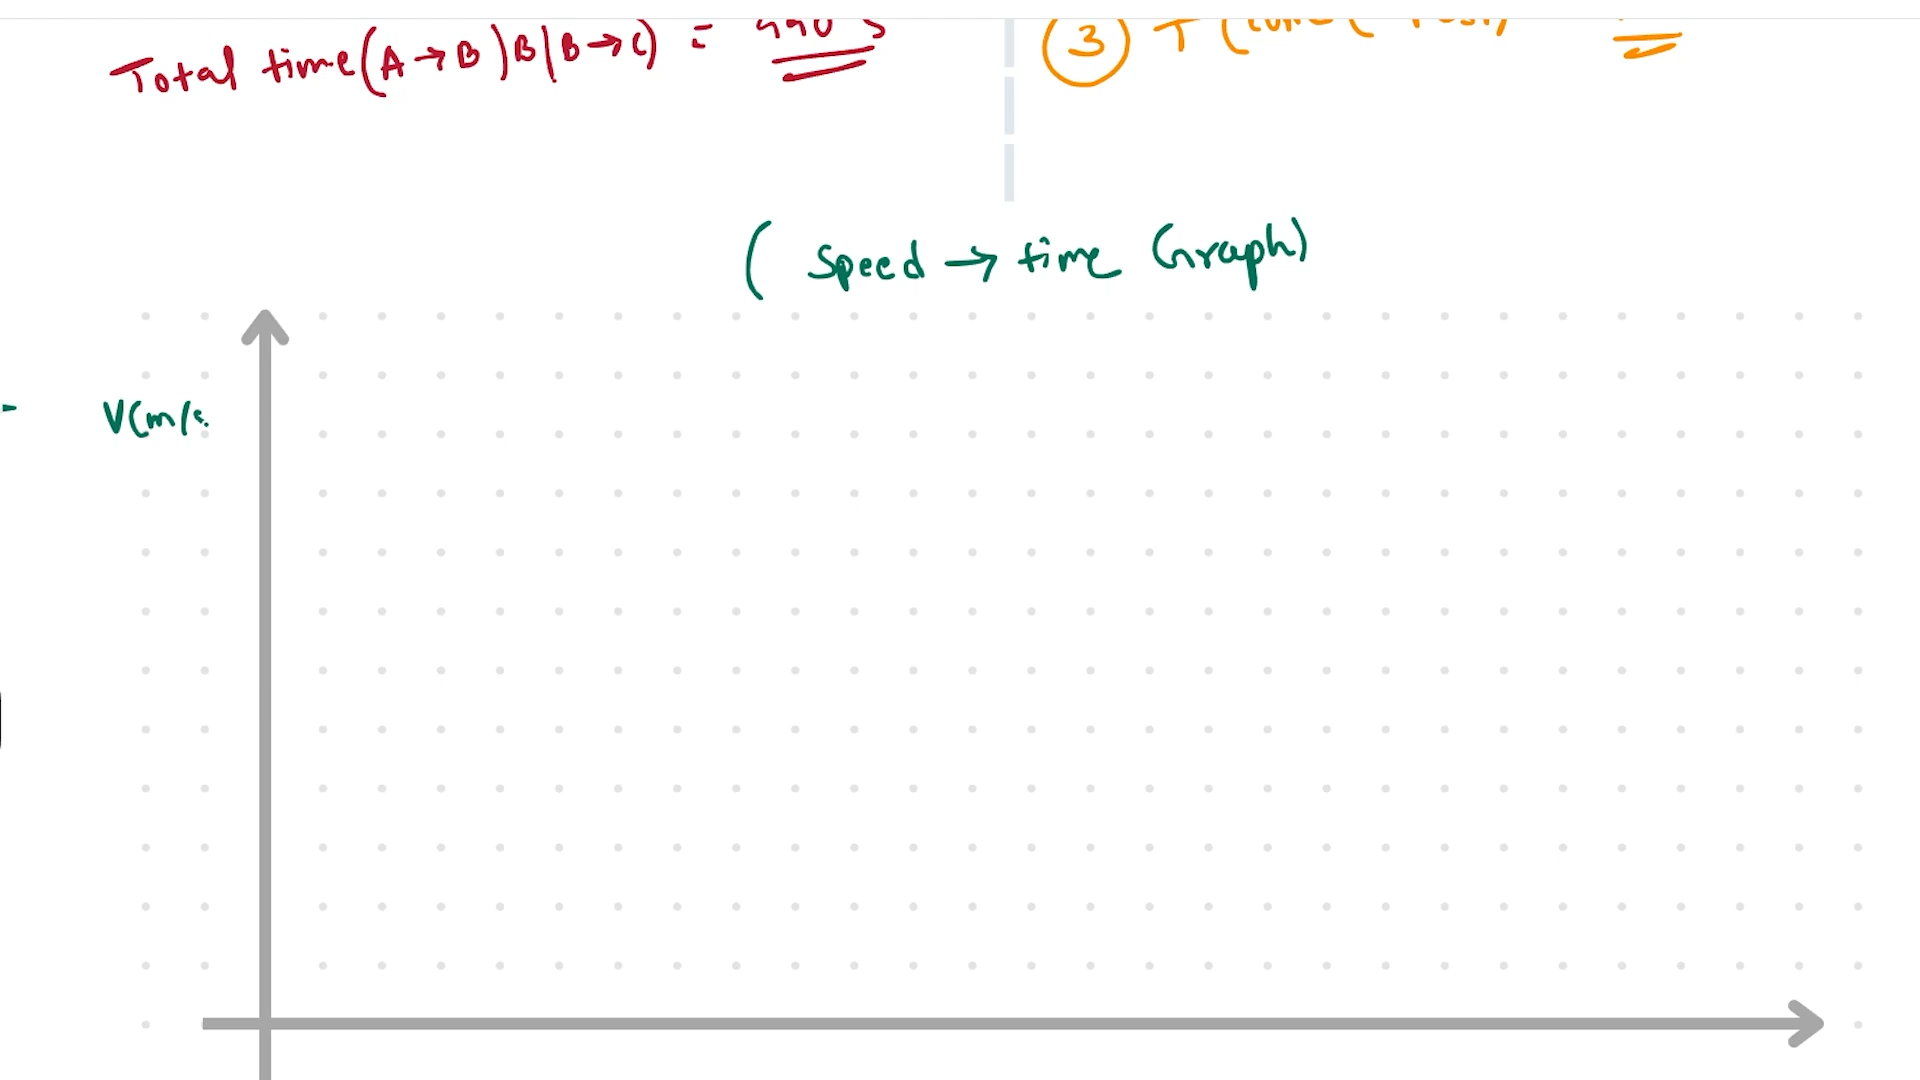 Total time(A→B)B|B→C) = 440 s
3 T
( Speed → time Graph)
V(m/s